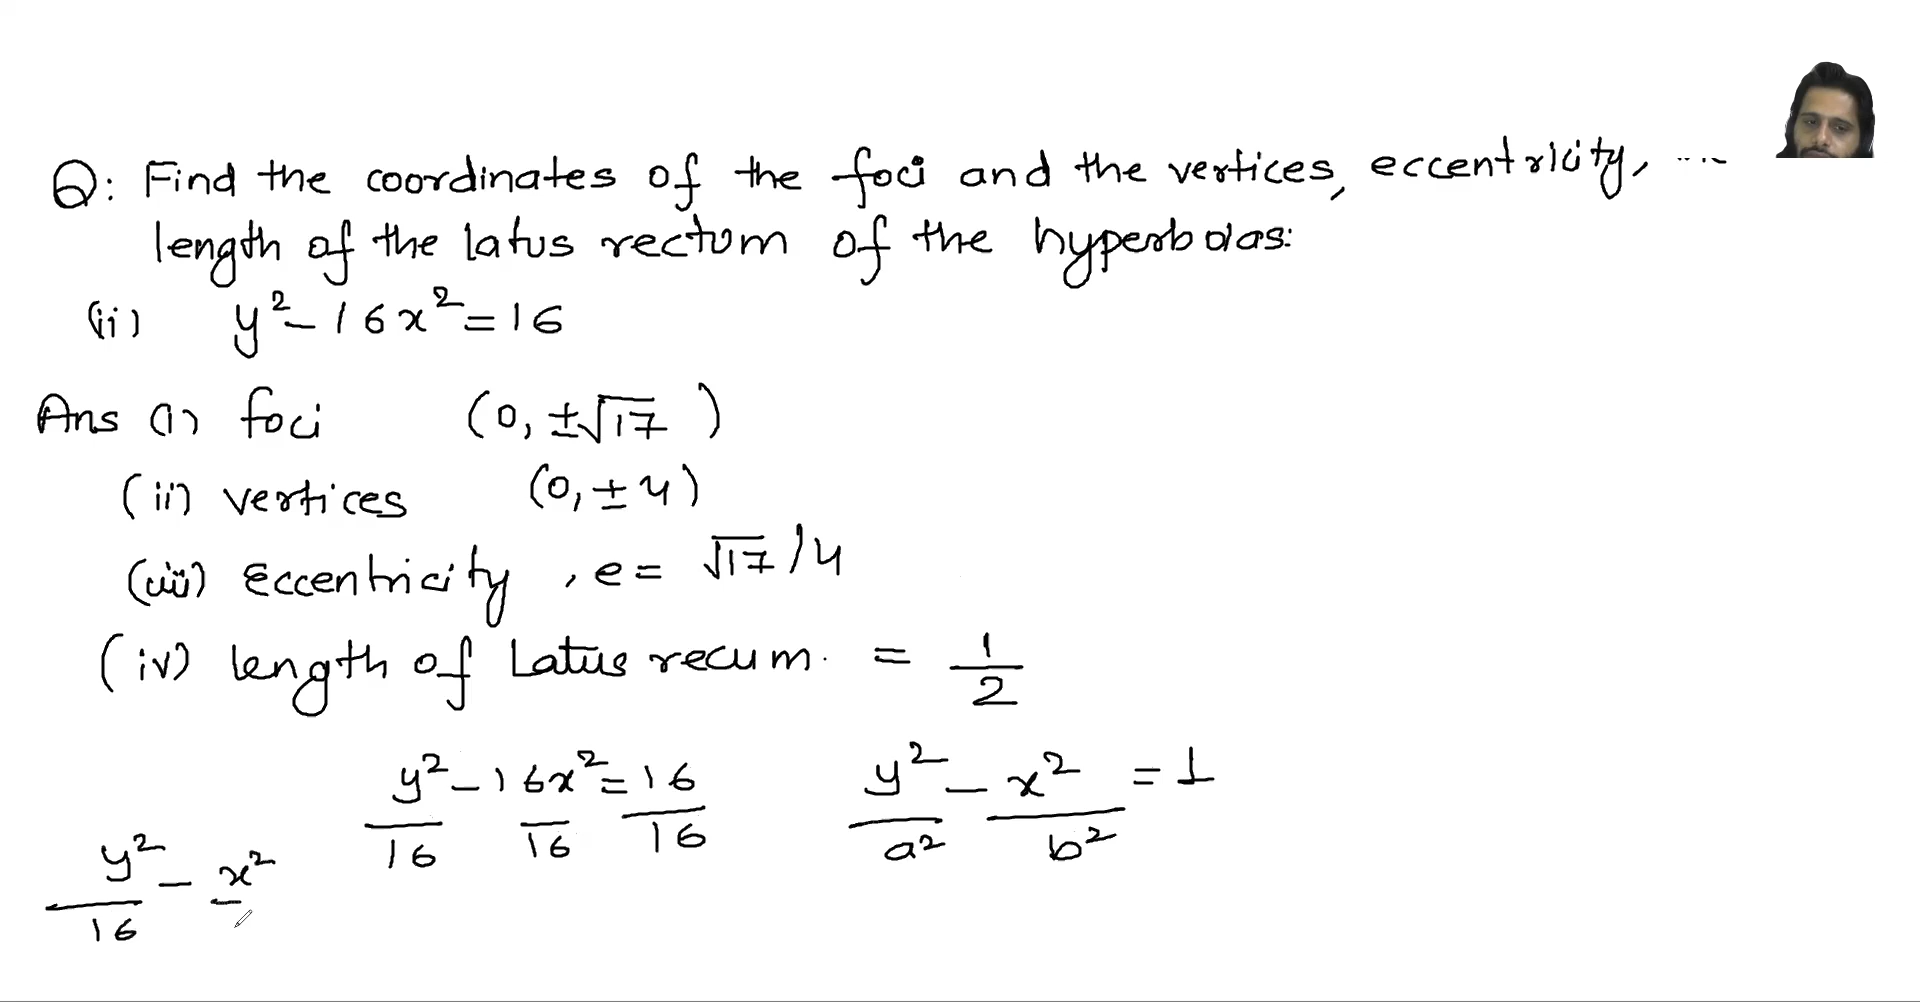 Q: Find the coordinates of the foci and the vertices, eccentricity,
length of the latus rectum of the hyperbolas:
(ii) y² - 16x² = 16
Ans (i) foci (0, ±√17)
(ii) vertices (0, ±4)
(iii) Eccentricity, e = √17/4
(iv) length of Latus recum. = 1/2
y²/16 - 16x²/16 = 16/16 y²/a² - x²/b² = 1
y²/16 - x²